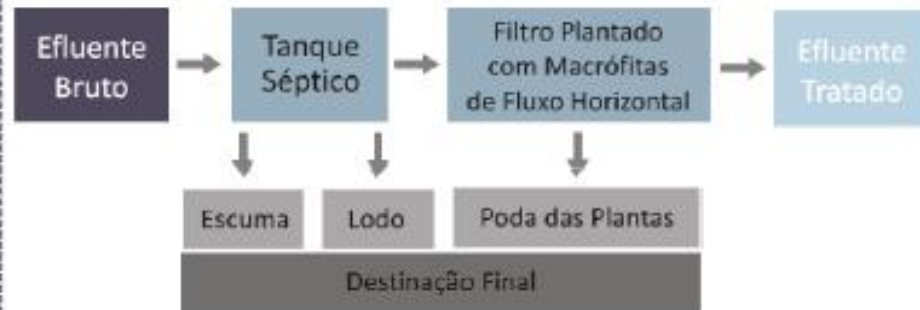 Efluente
Bruto
Tanque
Séptico
Filtro Plantado
com Macrófitas
de Fluxo Horizontal
Efluente
Tratado
Escuma
Lodo
Poda das Plantas
Destinação Final